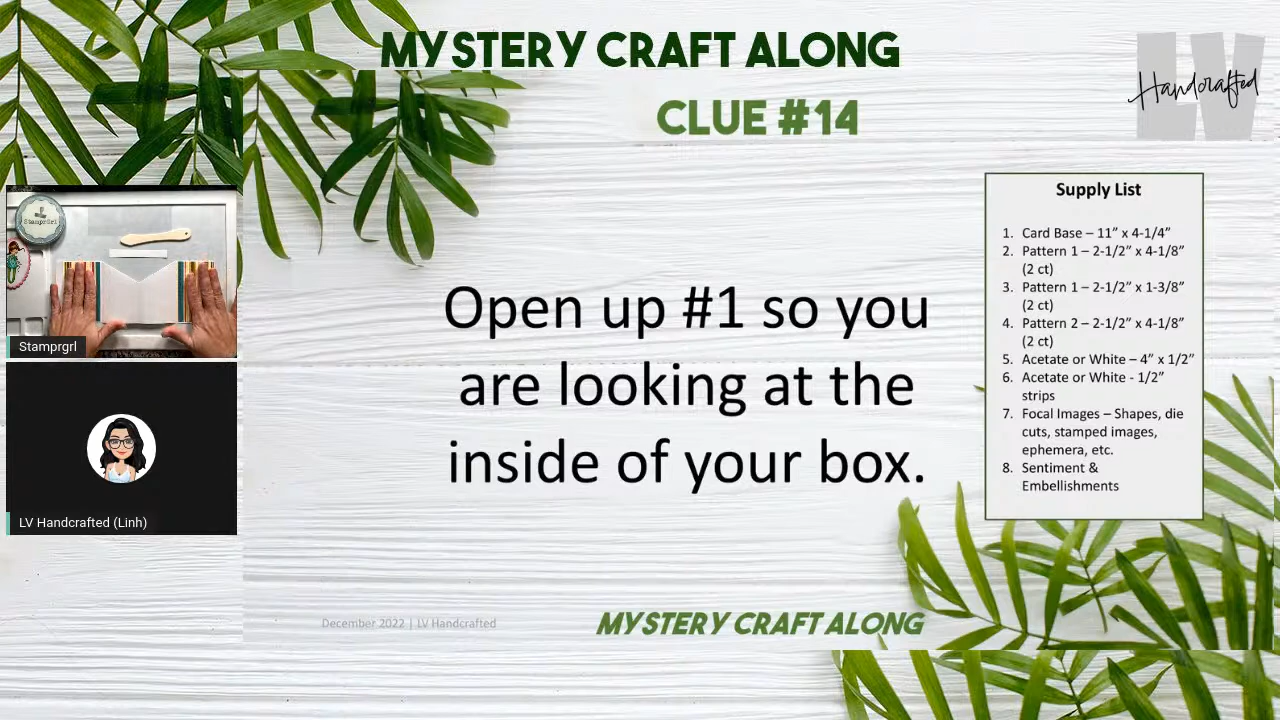 MYSTERY CRAFT ALONG
CLUE #14
LV
Handcrafted
StamprGrl
Stamprgrl
LV Handcrafted (Linh)
Open up #1 so you
are looking at the
inside of your box.
Supply List
1. Card Base – 11” x 4-1/4”
2. Pattern 1 – 2-1/2” x 4-1/8”
(2 ct)
3. Pattern 1 – 2-1/2” x 1-3/8”
(2 ct)
4. Pattern 2 – 2-1/2” x 4-1/8”
(2 ct)
5. Acetate or White – 4” x 1/2”
6. Acetate or White - 1/2”
strips
7. Focal Images – Shapes, die
cuts, stamped images,
ephemera, etc.
8. Sentiment &
Embellishments
December 2022 | LV Handcrafted
MYSTERY CRAFT ALONG